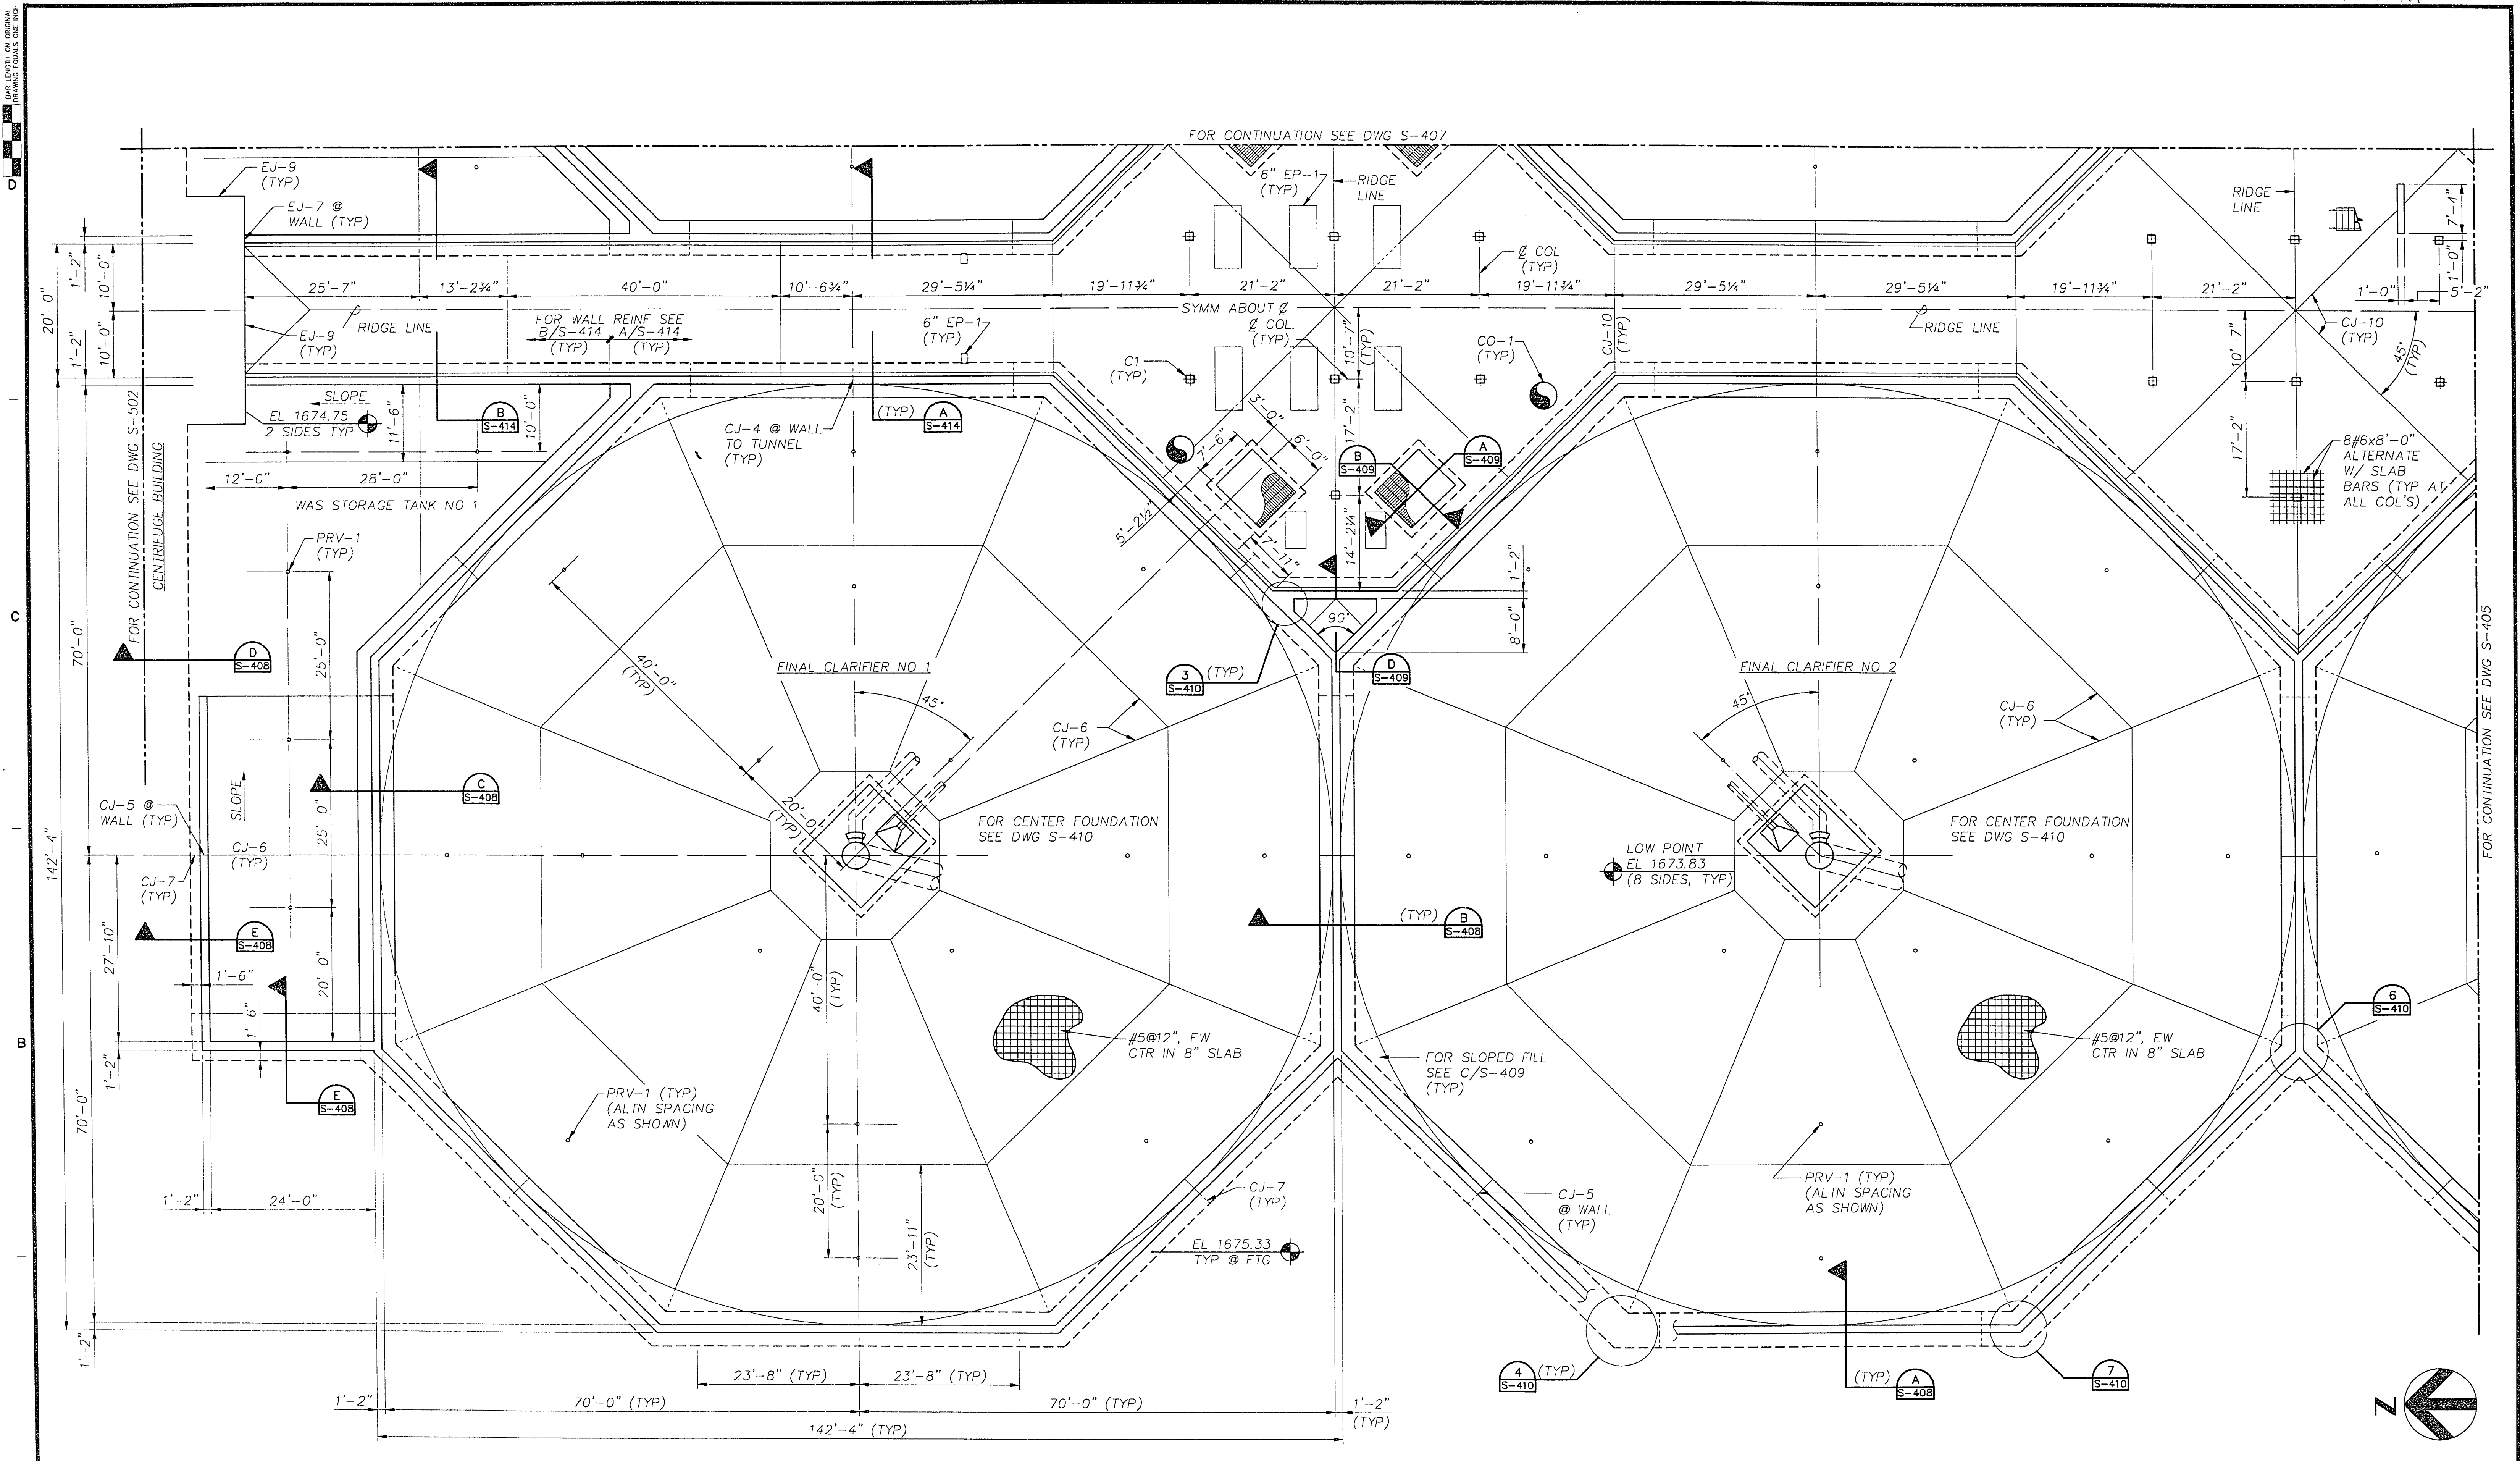 BAR LENGTH ON ORIGINAL
DRAWING EQUALS ONE INCH
D
FOR CONTINUATION SEE DWG S-407
EJ-9
(TYP)
EJ-7 @
WALL (TYP)
6" EP-1
(TYP)
RIDGE
LINE
RIDGE
LINE
7'-4"
1'-0"
1'-2"
10'-0"
20'-0"
10'-0"
1'-2"
25'-7"
13'-2¾"
40'-0"
10'-6¾"
29'-5¼"
19'-11¾"
21'-2"
21'-2"
19'-11¾"
29'-5¼"
29'-5¼"
19'-11¾"
21'-2"
1'-0"
5'-2"
℄ COL
(TYP)
SYMM ABOUT ℄
℄ COL.
(TYP)
EJ-9
(TYP)
RIDGE LINE
FOR WALL REINF SEE
B/S-414 A/S-414
(TYP) (TYP)
6" EP-1
(TYP)
C1
(TYP)
10'-7"
(TYP)
CO-1
(TYP)
CJ-10
(TYP)
RIDGE LINE
CJ-10
(TYP)
45°
(TYP)
10'-7"
17'-2"
SLOPE
EL 1674.75
2 SIDES TYP
11'-6"
10'-0"
B
S-414
(TYP) A
S-414
CJ-4 @ WALL
TO TUNNEL
(TYP)
3'-0"
7'-6"
6'-0"
5'-2½"
7'-11"
17'-2"
14'-2¼"
B
S-409
A
S-409
8#6x8'-0"
ALTERNATE
W/ SLAB
BARS (TYP AT
ALL COL'S)
12'-0"
28'-0"
WAS STORAGE TANK NO 1
FOR CONTINUATION SEE DWG S-502
CENTRIFUGE BUILDING
PRV-1
(TYP)
1'-2"
8'-0"
90°
C
70'-0"
D
S-408
25'-0"
40'-0"
(TYP)
FINAL CLARIFIER NO 1
45°
3 (TYP)
S-410
D
S-409
FINAL CLARIFIER NO 2
45°
CJ-6
(TYP)
CJ-6
(TYP)
FOR CONTINUATION SEE DWG S-405
C
S-408
CJ-5 @
WALL (TYP)
SLOPE
CJ-6
(TYP)
25'-0"
20'-0"
(TYP)
FOR CENTER FOUNDATION
SEE DWG S-410
FOR CENTER FOUNDATION
SEE DWG S-410
LOW POINT
EL 1673.83
(8 SIDES, TYP)
142'-4"
CJ-7
(TYP)
27'-10"
E
S-408
(TYP) B
S-408
1'-6"
20'-0"
1'-6"
40'-0"
(TYP)
6
S-410
B
#5@12", EW
CTR IN 8" SLAB
#5@12", EW
CTR IN 8" SLAB
1'-2"
FOR SLOPED FILL
SEE C/S-409
(TYP)
E
S-408
PRV-1 (TYP)
(ALTN SPACING
AS SHOWN)
70'-0"
20'-0"
(TYP)
23'-11"
(TYP)
CJ-7
(TYP)
CJ-5
@ WALL
(TYP)
PRV-1 (TYP)
(ALTN SPACING
AS SHOWN)
1'-2"
24'-0"
EL 1675.33
TYP @ FTG
1'-2"
23'-8" (TYP)
23'-8" (TYP)
4 (TYP)
S-410
(TYP) A
S-408
7
S-410
1'-2"
70'-0" (TYP)
70'-0" (TYP)
1'-2"
(TYP)
142'-4" (TYP)
N